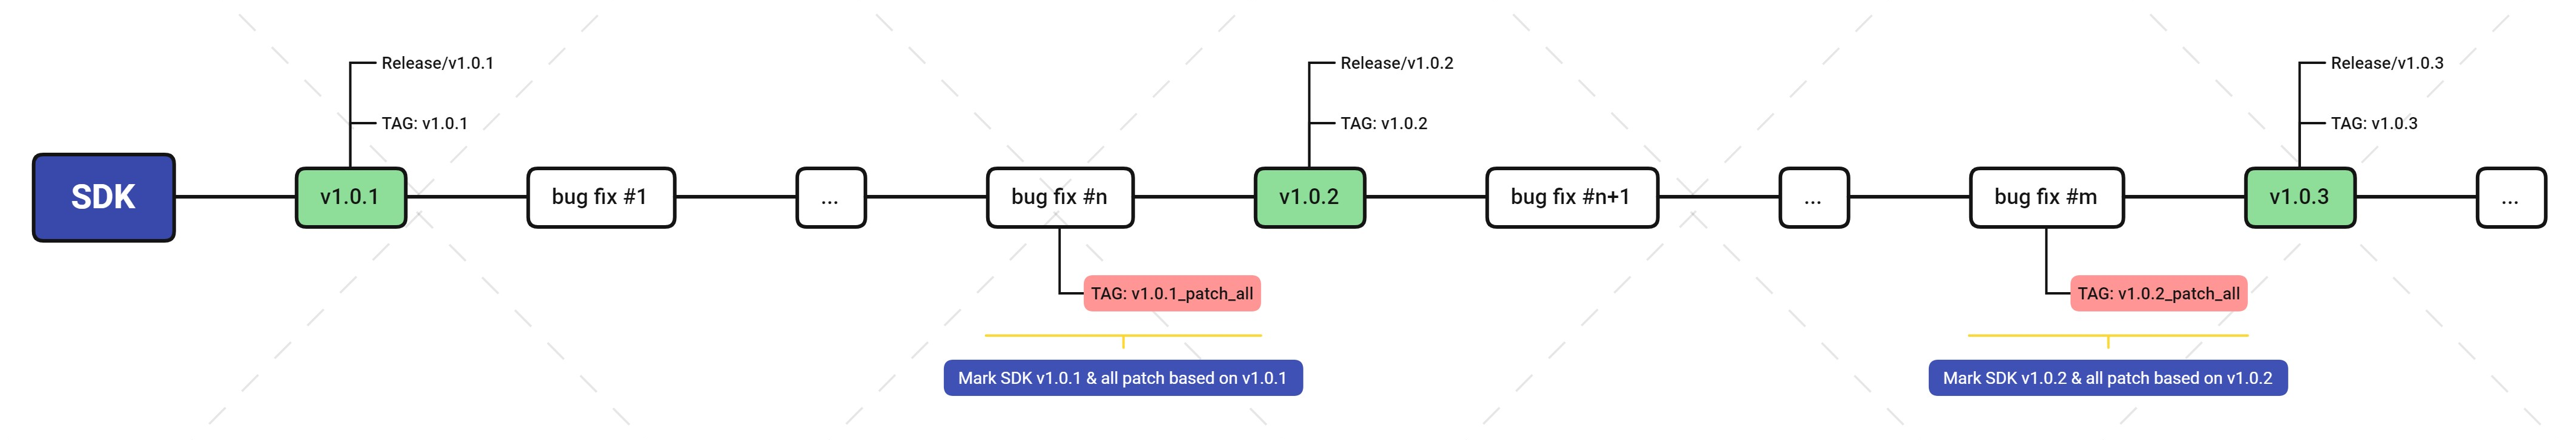 Release/v1.0.1
Release/v1.0.2
Release/v1.0.3
TAG: v1.0.1
TAG: v1.0.2
TAG: v1.0.3
SDK
v1.0.1
bug fix #1
...
bug fix #n
v1.0.2
bug fix #n+1
...
bug fix #m
v1.0.3
...
TAG: v1.0.1_patch_all
TAG: v1.0.2_patch_all
Mark SDK v1.0.1 & all patch based on v1.0.1
Mark SDK v1.0.2 & all patch based on v1.0.2